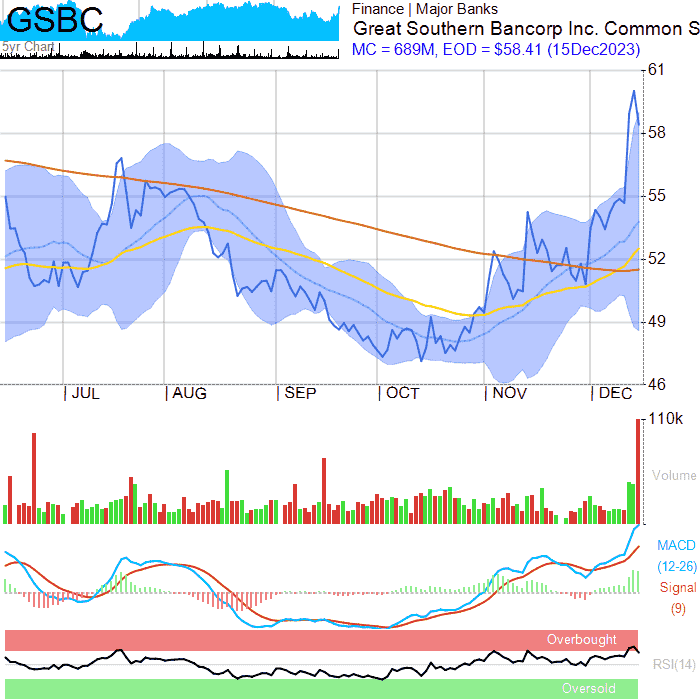 GSBC
5yr Chart
Finance | Major Banks
Great Southern Bancorp Inc. Common S
MC = 689M, EOD = $58.41 (15Dec2023)
61
58
55
52
49
46
JUL AUG SEP OCT NOV DEC
110k
Volume
MACD
(12-26)
Signal
(9)
Overbought
RSI(14)
Oversold